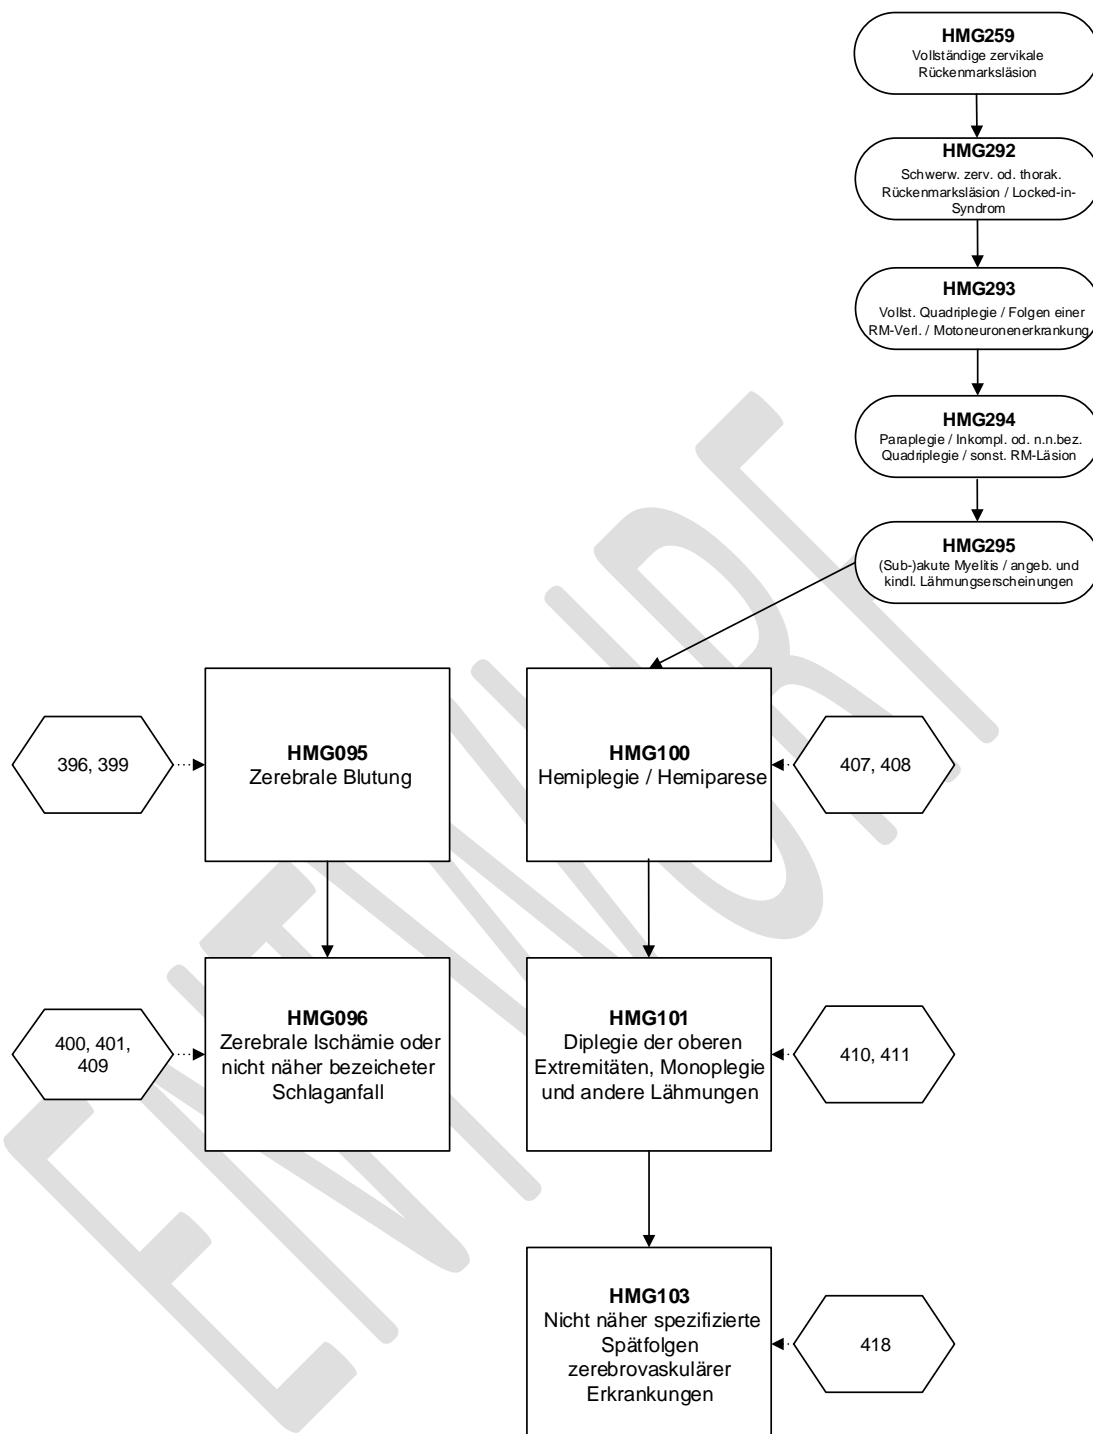 HMG259
Vollständige zervikale
Rückenmarksläsion
HMG292
Schwerw. zerv. od. thorak.
Rückenmarksläsion / Locked-in-
Syndrom
HMG293
Vollst. Quadriplegie / Folgen einer
RM-Verl. / Motoneuronenerkrankung
HMG294
Paraplegie / Inkompl. od. n.n.bez.
Quadriplegie / sonst. RM-Läsion
HMG295
(Sub-)akute Myelitis / angeb. und
kindl. Lähmungserscheinungen
396, 399
HMG095
Zerebrale Blutung
HMG100
Hemiplegie / Hemiparese
407, 408
400, 401,
409
HMG096
Zerebrale Ischämie oder
nicht näher bezeicheter
Schlaganfall
HMG101
Diplegie der oberen
Extremitäten, Monoplegie
und andere Lähmungen
410, 411
HMG103
Nicht näher spezifizierte
Spätfolgen
zerebrovaskulärer
Erkrankungen
418
ENTWURF